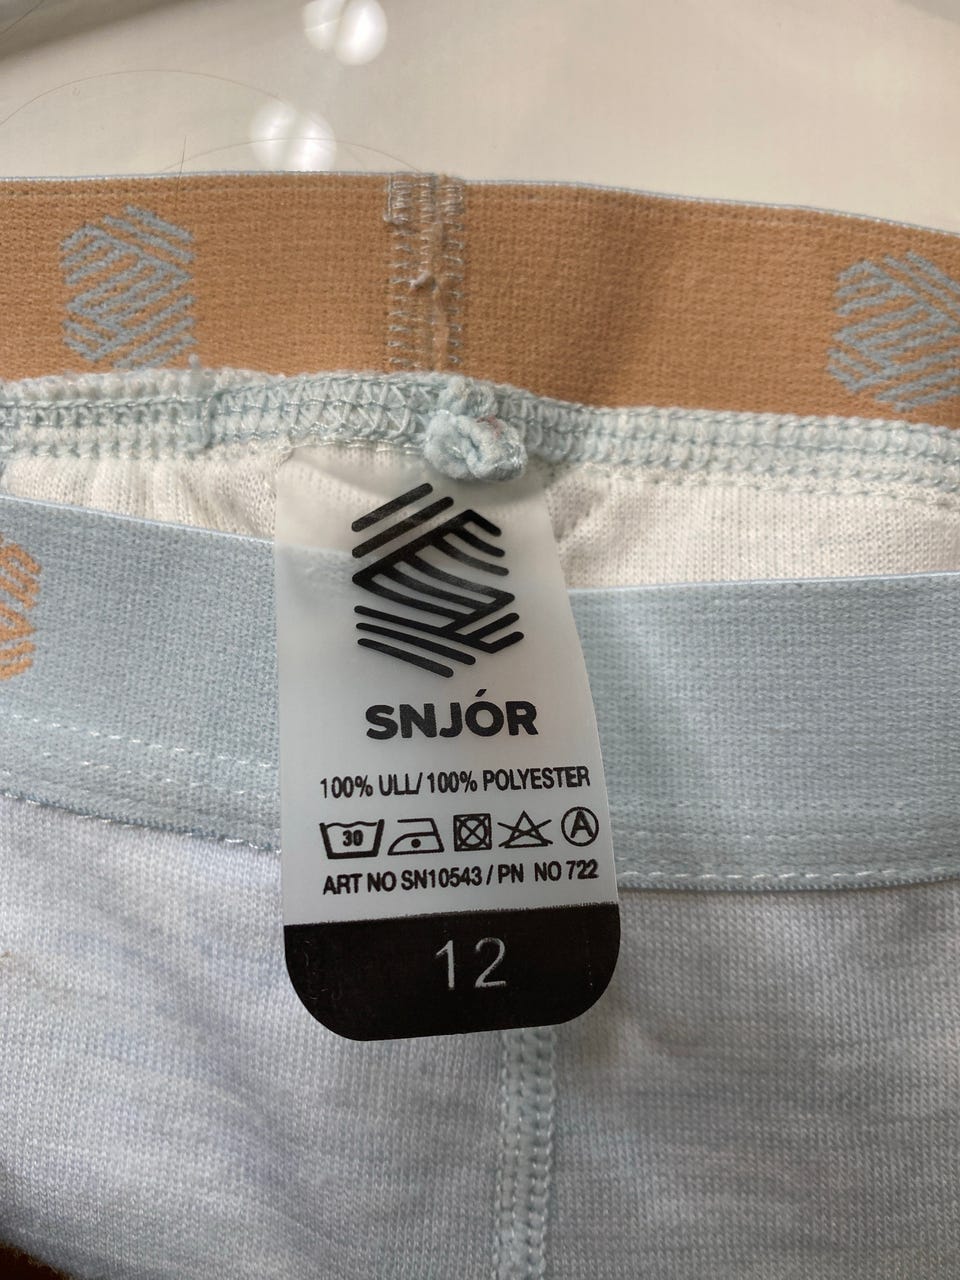 SNJÓR
100% ULL/100% POLYESTER
30 A
ART NO SN10543 / PN NO 722
12